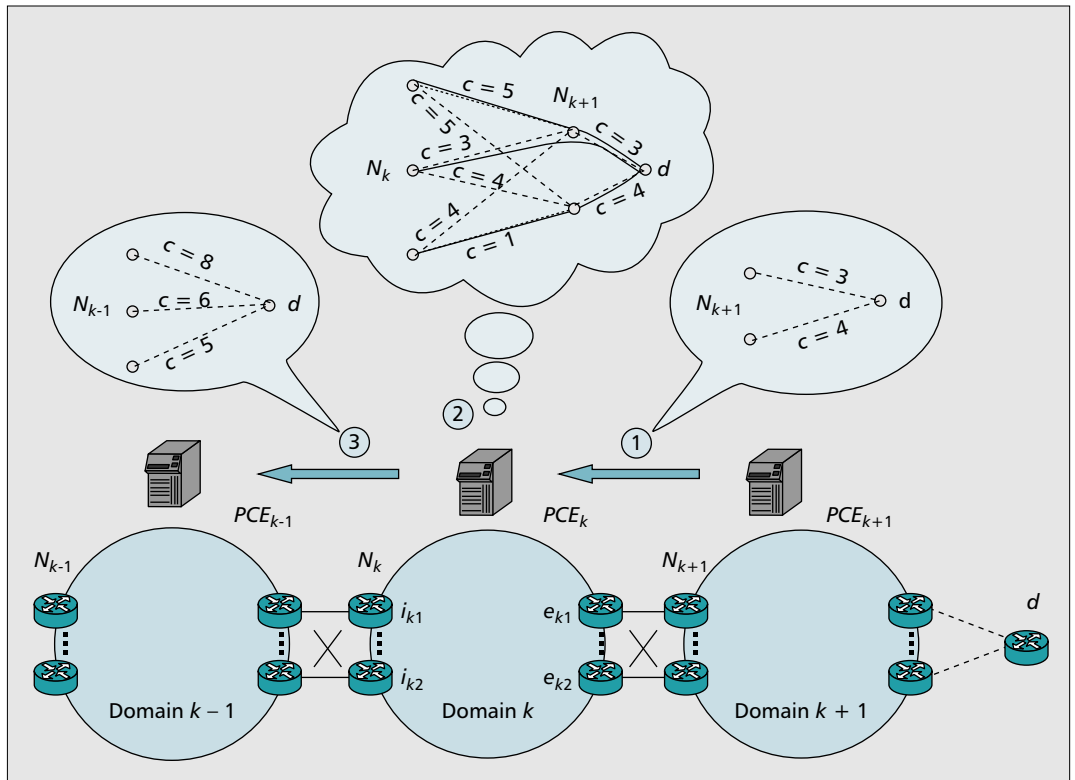 c = 5
N_{k+1}
c = 5
c = 3
c = 3
N_k
c = 4
d
c = 4
c = 4
c = 1
c = 8
N_{k-1}
c = 6
d
c = 5
c = 3
N_{k+1}
d
c = 4
2
3
1
PCE_{k-1}
PCE_k
PCE_{k+1}
N_{k-1}
N_k
N_{k+1}
i_{k1}
e_{k1}
d
i_{k2}
e_{k2}
Domain k – 1
Domain k
Domain k + 1